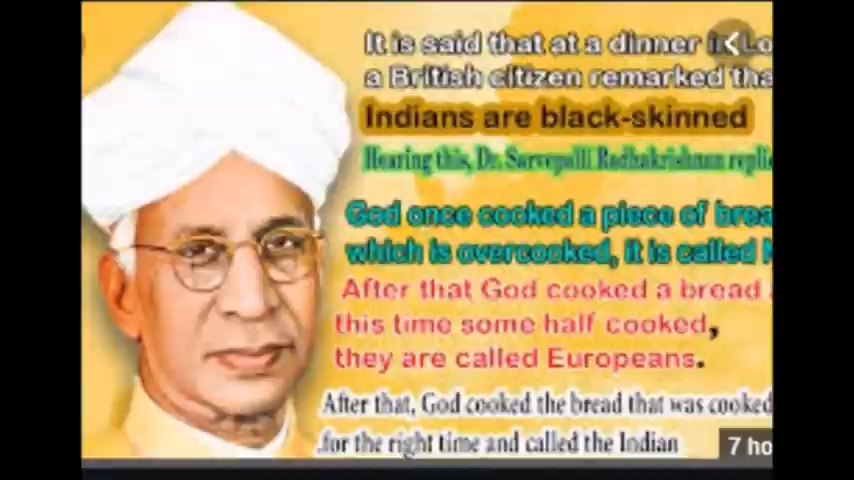 It is said that at a dinner
a British citizen remarked
Indians are black-skinned
Hearing this, Dr. Sarvepalli Radhakrishnan
God once cooked a piece of
which is overcooked, it is called
After that God cooked a bread
this time some half cooked,
they are called Europeans.
After that, God cooked the bread that was cooked
for the right time and called the Indian
7